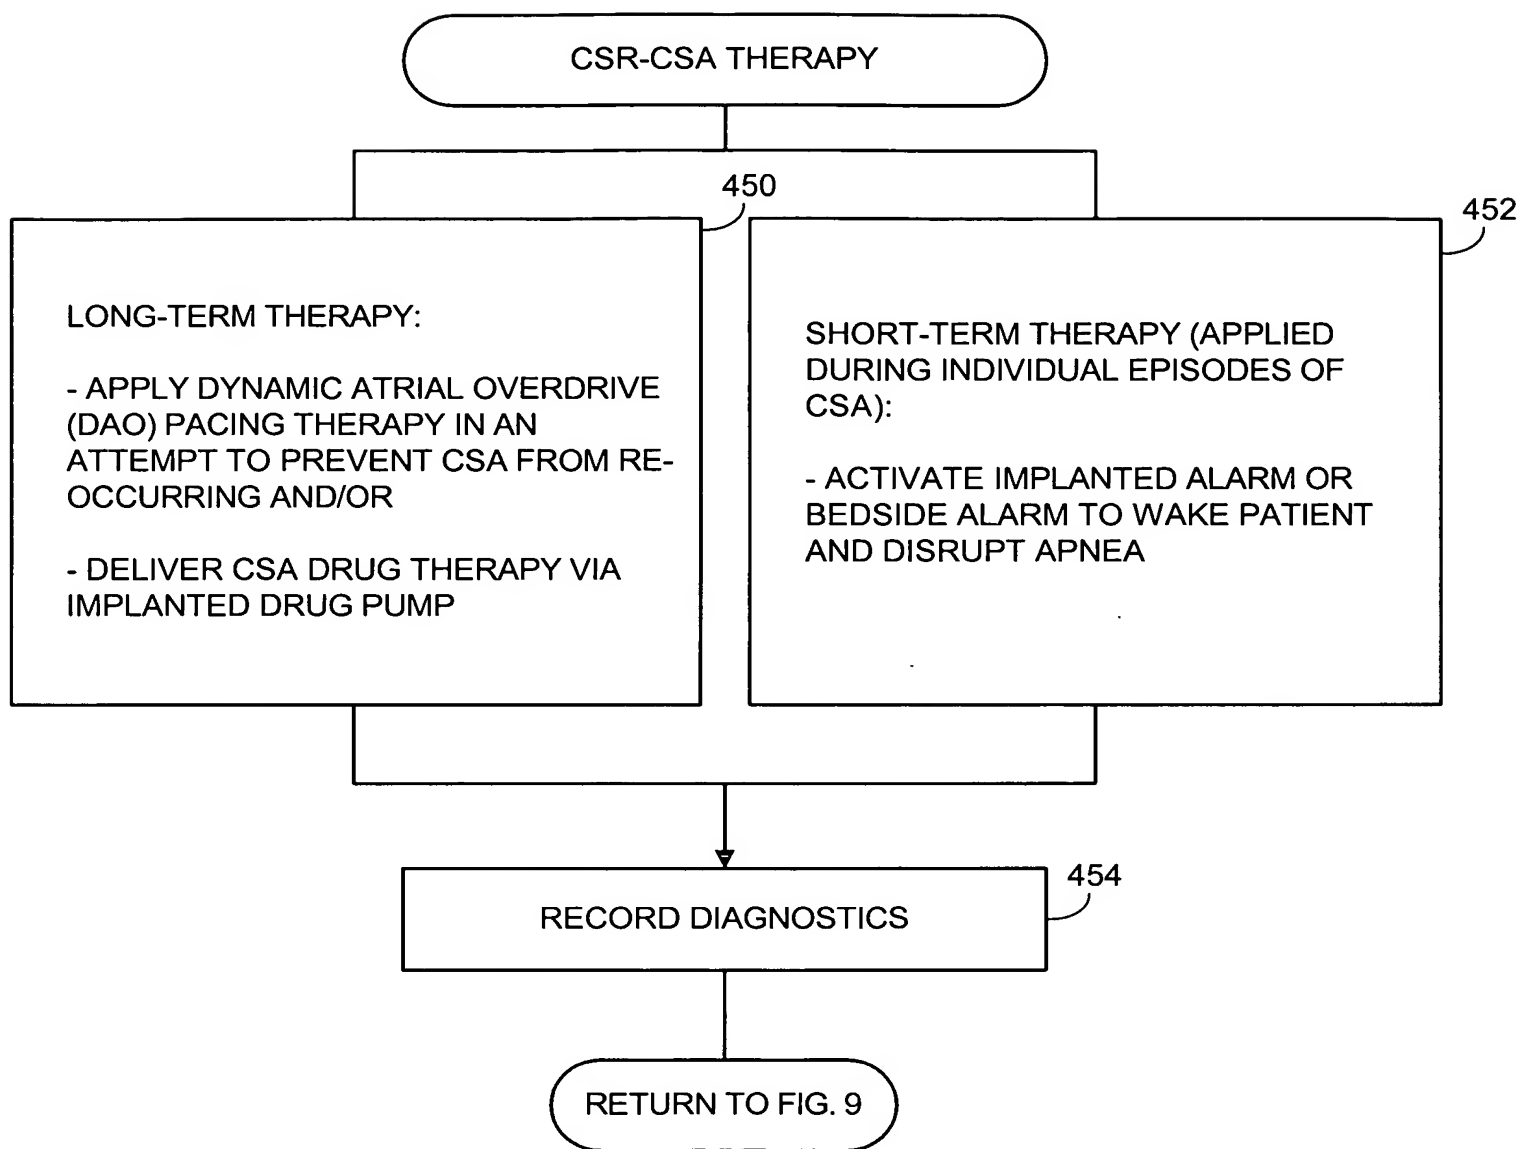 CSR-CSA THERAPY
450
452
LONG-TERM THERAPY:
- APPLY DYNAMIC ATRIAL OVERDRIVE
(DAO) PACING THERAPY IN AN
ATTEMPT TO PREVENT CSA FROM RE-
OCCURRING AND/OR
- DELIVER CSA DRUG THERAPY VIA
IMPLANTED DRUG PUMP
SHORT-TERM THERAPY (APPLIED
DURING INDIVIDUAL EPISODES OF
CSA):
- ACTIVATE IMPLANTED ALARM OR
BEDSIDE ALARM TO WAKE PATIENT
AND DISRUPT APNEA
454
RECORD DIAGNOSTICS
RETURN TO FIG. 9